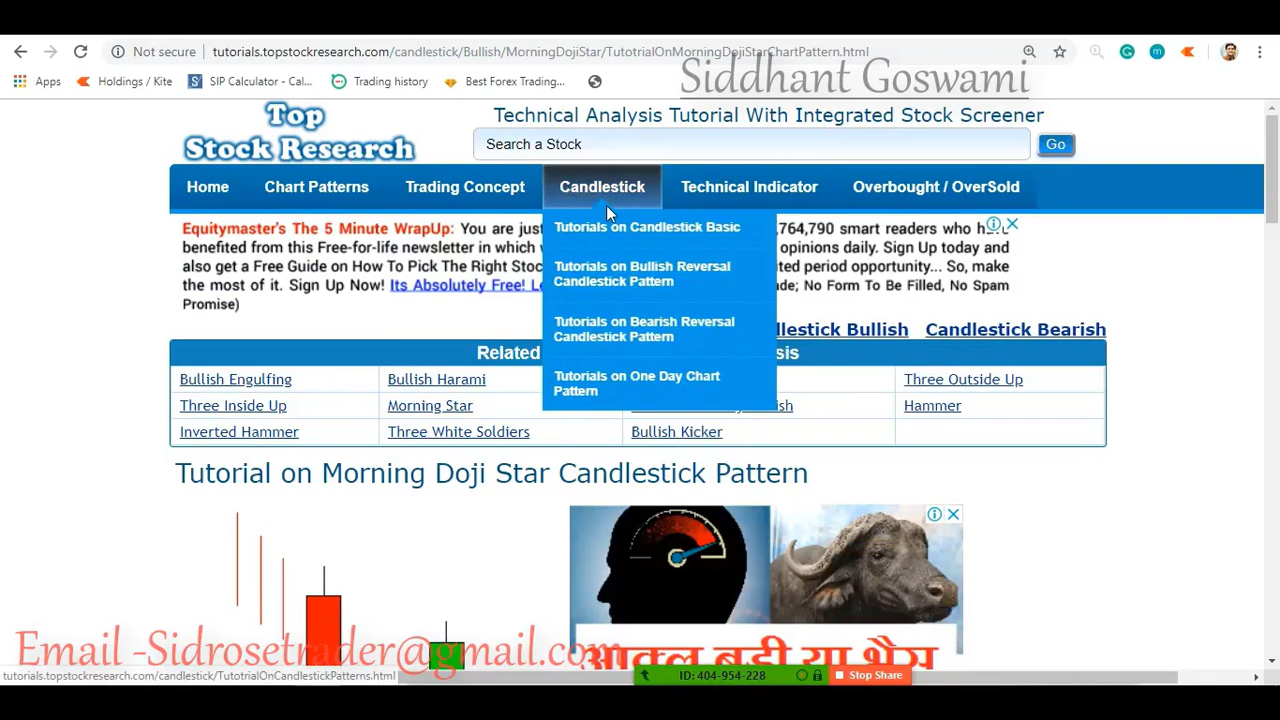 Not secure tutorials.topstockresearch.com/candlestick/Bullish/MorningDojiStar/TutotrialOnMorningDojiStarChartPattern.html
Apps Holdings / Kite SIP Calculator - Cal... Trading history Best Forex Trading...
Siddhant Goswami
Top
Stock Research
Technical Analysis Tutorial With Integrated Stock Screener
Search a Stock Go
Home Chart Patterns Trading Concept Candlestick Technical Indicator Overbought / OverSold
Tutorials on Candlestick Basic
Tutorials on Bullish Reversal
Candlestick Pattern
Tutorials on Bearish Reversal
Candlestick Pattern
Tutorials on One Day Chart
Pattern
Equitymaster's The 5 Minute WrapUp: You are jus ,764,790 smart readers who
benefited from this Free-for-life newsletter in which opinions daily. Sign Up today and
also get a Free Guide on How To Pick The Right Stoc ted period opportunity... So, make
the most of it. Sign Up Now! Its Absolutely Free! L de; No Form To Be Filled, No Spam
Promise)
dlestick Bullish Candlestick Bearish
Related sis
Bullish Engulfing Bullish Harami Three Outside Up
Three Inside Up Morning Star ish Hammer
Inverted Hammer Three White Soldiers Bullish Kicker
Tutorial on Morning Doji Star Candlestick Pattern
अक्ल बड़ी या भैंस
Email -Sidrosetrader@gmail.com
tutorials.topstockresearch.com/candlestick/TutotrialOnCandlestickPatterns.html
ID: 404-954-228 Stop Share